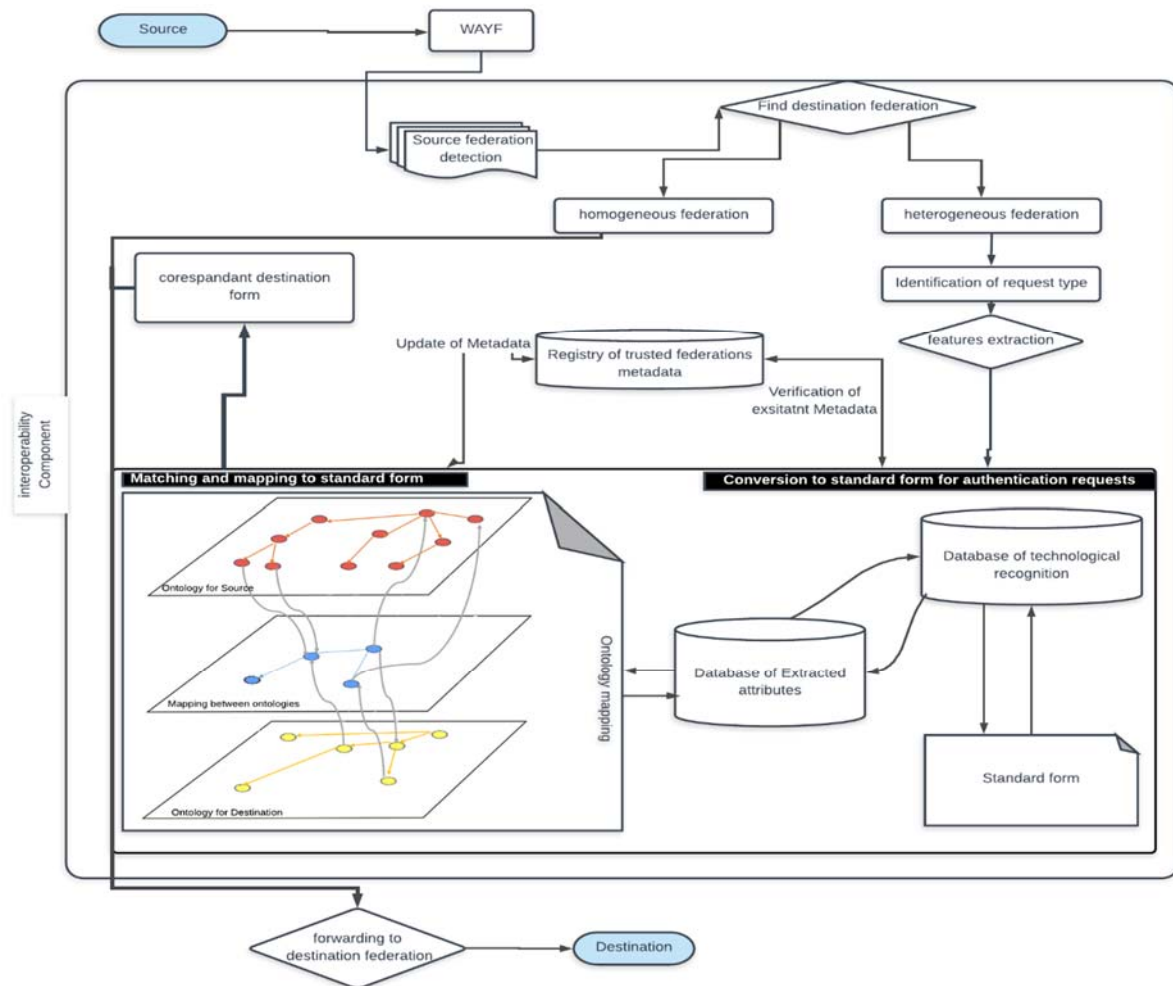 Source
WAYF
Find destination federation
Source federation
detection
homogeneous federation
heterogeneous federation
corespandant destination
form
Identification of request type
features extraction
Update of Metadata
Registry of trusted federations
metadata
Verification of
exsitatnt Metadata
interoperability
Component
Matching and mapping to standard form
Conversion to standard form for authentication requests
Ontology for Source
Mapping between ontologies
Ontology for Destination
Ontology mapping
Database of Extracted
attributes
Database of technological
recognition
Standard form
forwarding to
destination federation
Destination